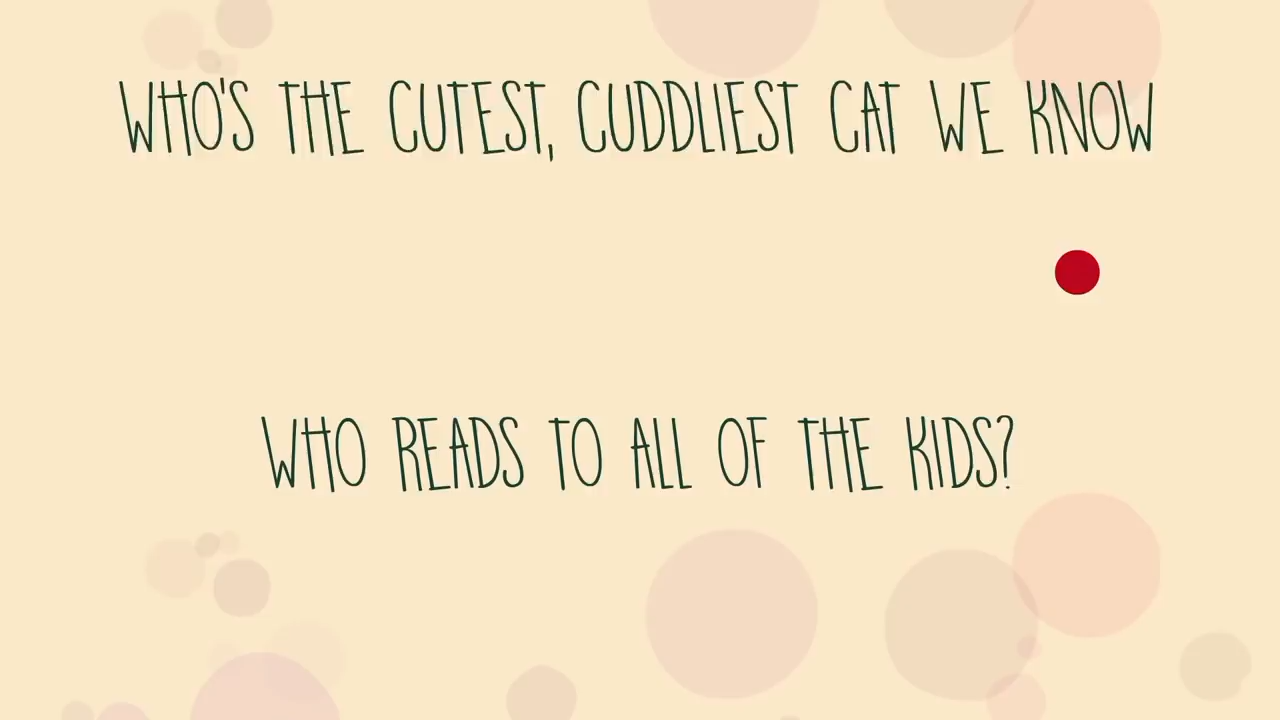 WHO'S THE CUTEST, CUDDLIEST CAT WE KNOW
WHO READS TO ALL OF THE KIDS?